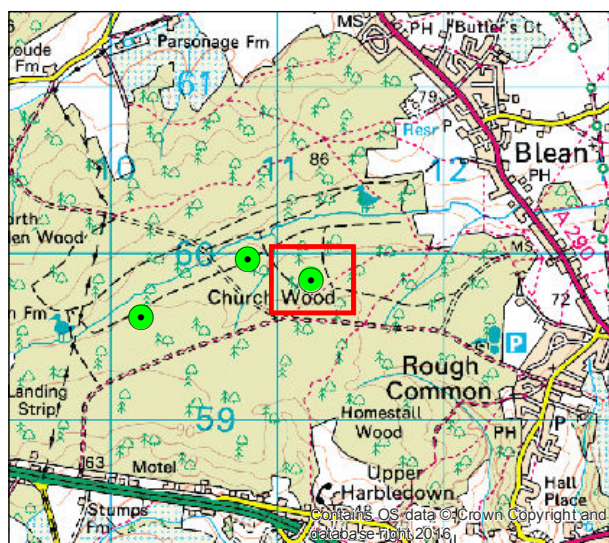 MS
PH
Butler's Ct
Parsonage Fm
Fm
61
79
Resr
10
11
86
12
Blean
PH
A 290
60
MS
Church Wood
72
Fm
P
Rough
Common
Landing
Strip
59
Homestall
Wood
PH
P
63
Motel
Upper
Harbledown
Hall
Place
Stumps
Fm
Contains OS data © Crown Copyright and
database right 2016